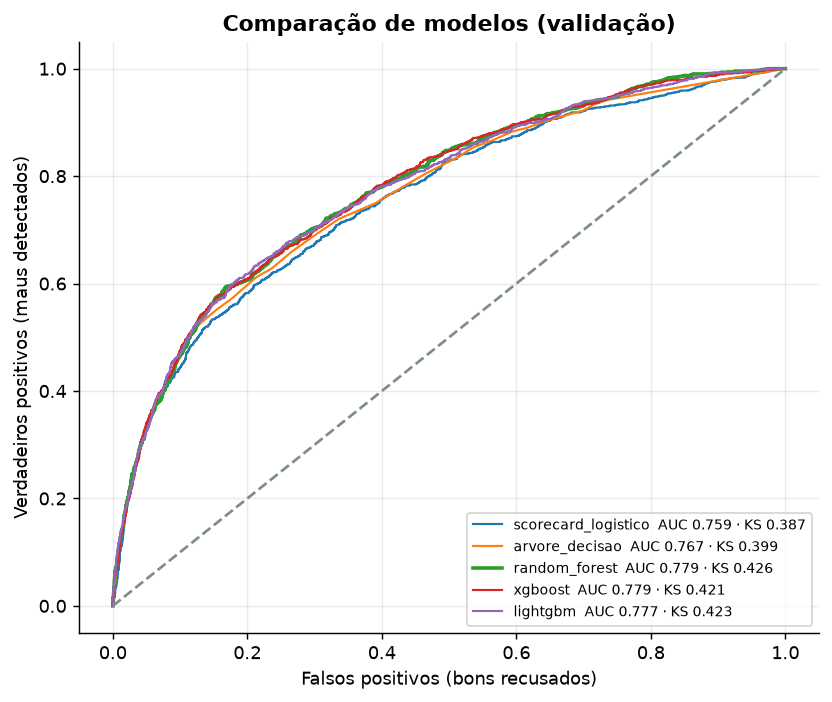 Comparação de modelos (validação)
Verdadeiros positivos (maus detectados)
1.0
0.8
0.6
0.4
0.2
0.0
scorecard_logistico AUC 0.759 · KS 0.387
arvore_decisao AUC 0.767 · KS 0.399
random_forest AUC 0.779 · KS 0.426
xgboost AUC 0.779 · KS 0.421
lightgbm AUC 0.777 · KS 0.423
0.0 0.2 0.4 0.6 0.8 1.0
Falsos positivos (bons recusados)